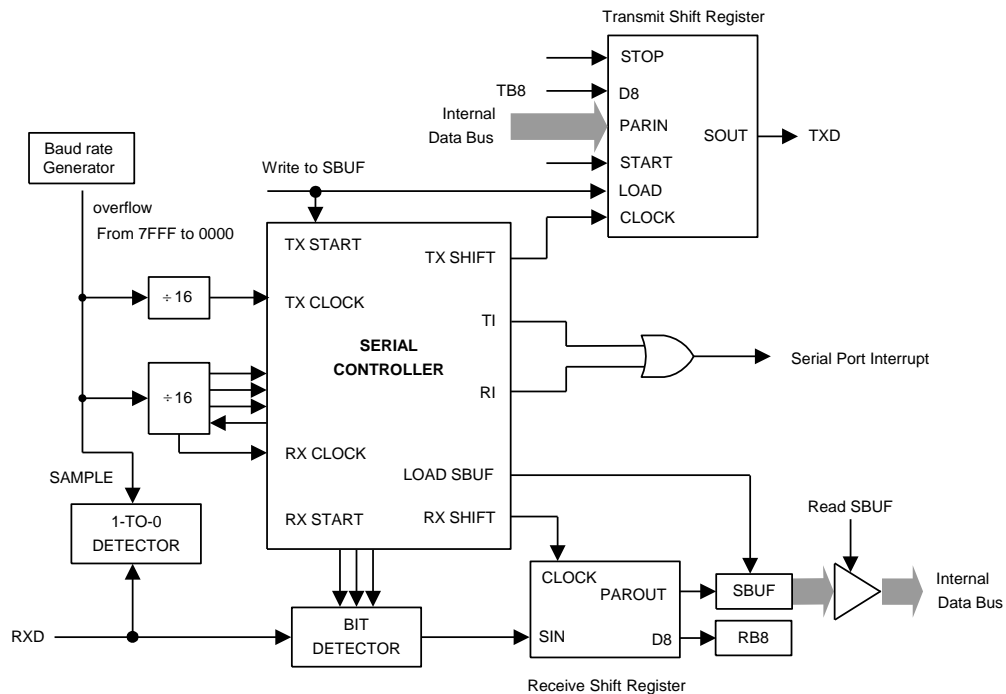 Transmit Shift Register
STOP
TB8
D8
Internal
Data Bus
PARIN
SOUT
TXD
START
LOAD
CLOCK
Baud rate
Generator
Write to SBUF
overflow
From 7FFF to 0000
TX START
TX SHIFT
÷16
TX CLOCK
TI
SERIAL
CONTROLLER
Serial Port Interrupt
÷16
RI
RX CLOCK
LOAD SBUF
SAMPLE
RX START
RX SHIFT
Read SBUF
1-TO-0
DETECTOR
CLOCK
PAROUT
SBUF
Internal
Data Bus
RXD
BIT
DETECTOR
SIN
D8
RB8
Receive Shift Register